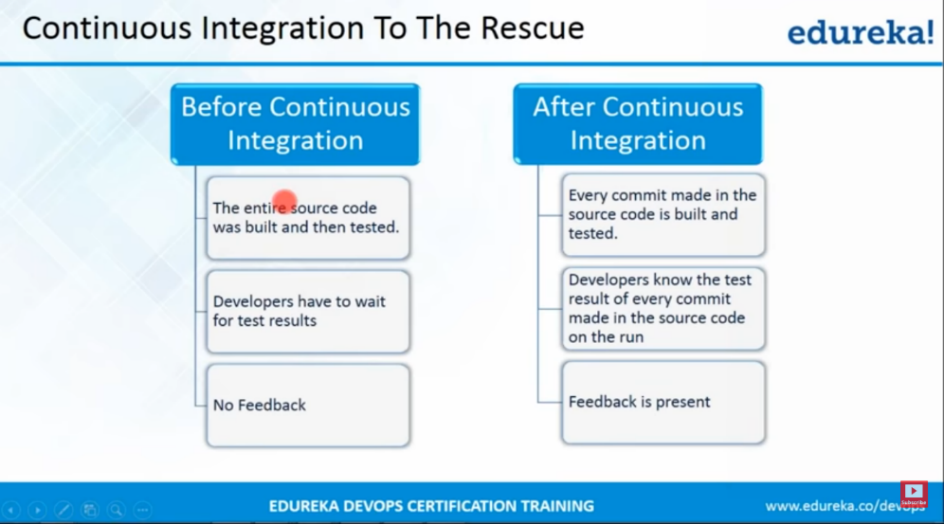 Continuous Integration To The Rescue
edureka!
Before Continuous
Integration
The entire source code
was built and then tested.
Developers have to wait
for test results
No Feedback
After Continuous
Integration
Every commit made in the
source code is built and
tested.
Developers know the test
result of every commit
made in the source code
on the run
Feedback is present
EDUREKA DEVOPS CERTIFICATION TRAINING
www.edureka.co/devops
SUBSCRIBE